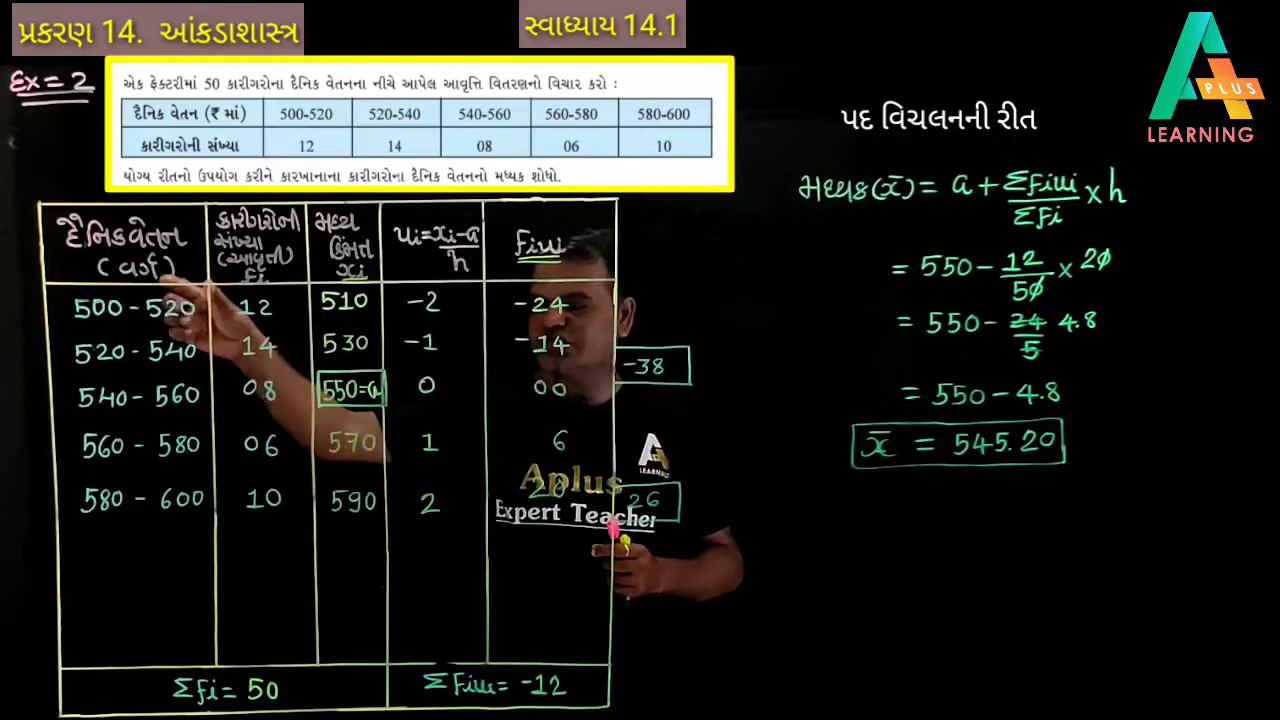 પ્રકરણ 14. આંકડાશાસ્ત્ર
સ્વાધ્યાય 14.1
PLUS
LEARNING
Ex = 2
એક ફેક્ટરીમાં 50 કારીગરોના દૈનિક વેતનના નીચે આપેલ આવૃત્તિ વિતરણનો વિચાર કરો :
દૈનિક વેતન (₹ માં) 500-520 520-540 540-560 560-580 580-600
કારીગરોની સંખ્યા 12 14 08 06 10
યોગ્ય રીતનો ઉપયોગ કરીને કારખાનાના કારીગરોના દૈનિક વેતનનો મધ્યક શોધો.
દૈનિકવેતન (વર્ગ) કારીગરોની સંખ્યા (આવૃતી) fi મધ્ય કિંમત xi ui = xi-a/h fiui
500 - 520 12 510 -2 -24
520 - 540 14 530 -1 -14
-38
540 - 560 08 550=a 0 00
560 - 580 06 570 1 6
580 - 600 10 590 2 20
26
Σfi = 50 Σfiui = -12
LEARNING
Aplus
Expert Teacher
પદ વિચલનની રીત
મધ્યક(x̄) = a + Σfiui/Σfi × h
= 550 - 12/50 × 20
= 550 - 24/5 4.8
= 550 - 4.8
x̄ = 545.20